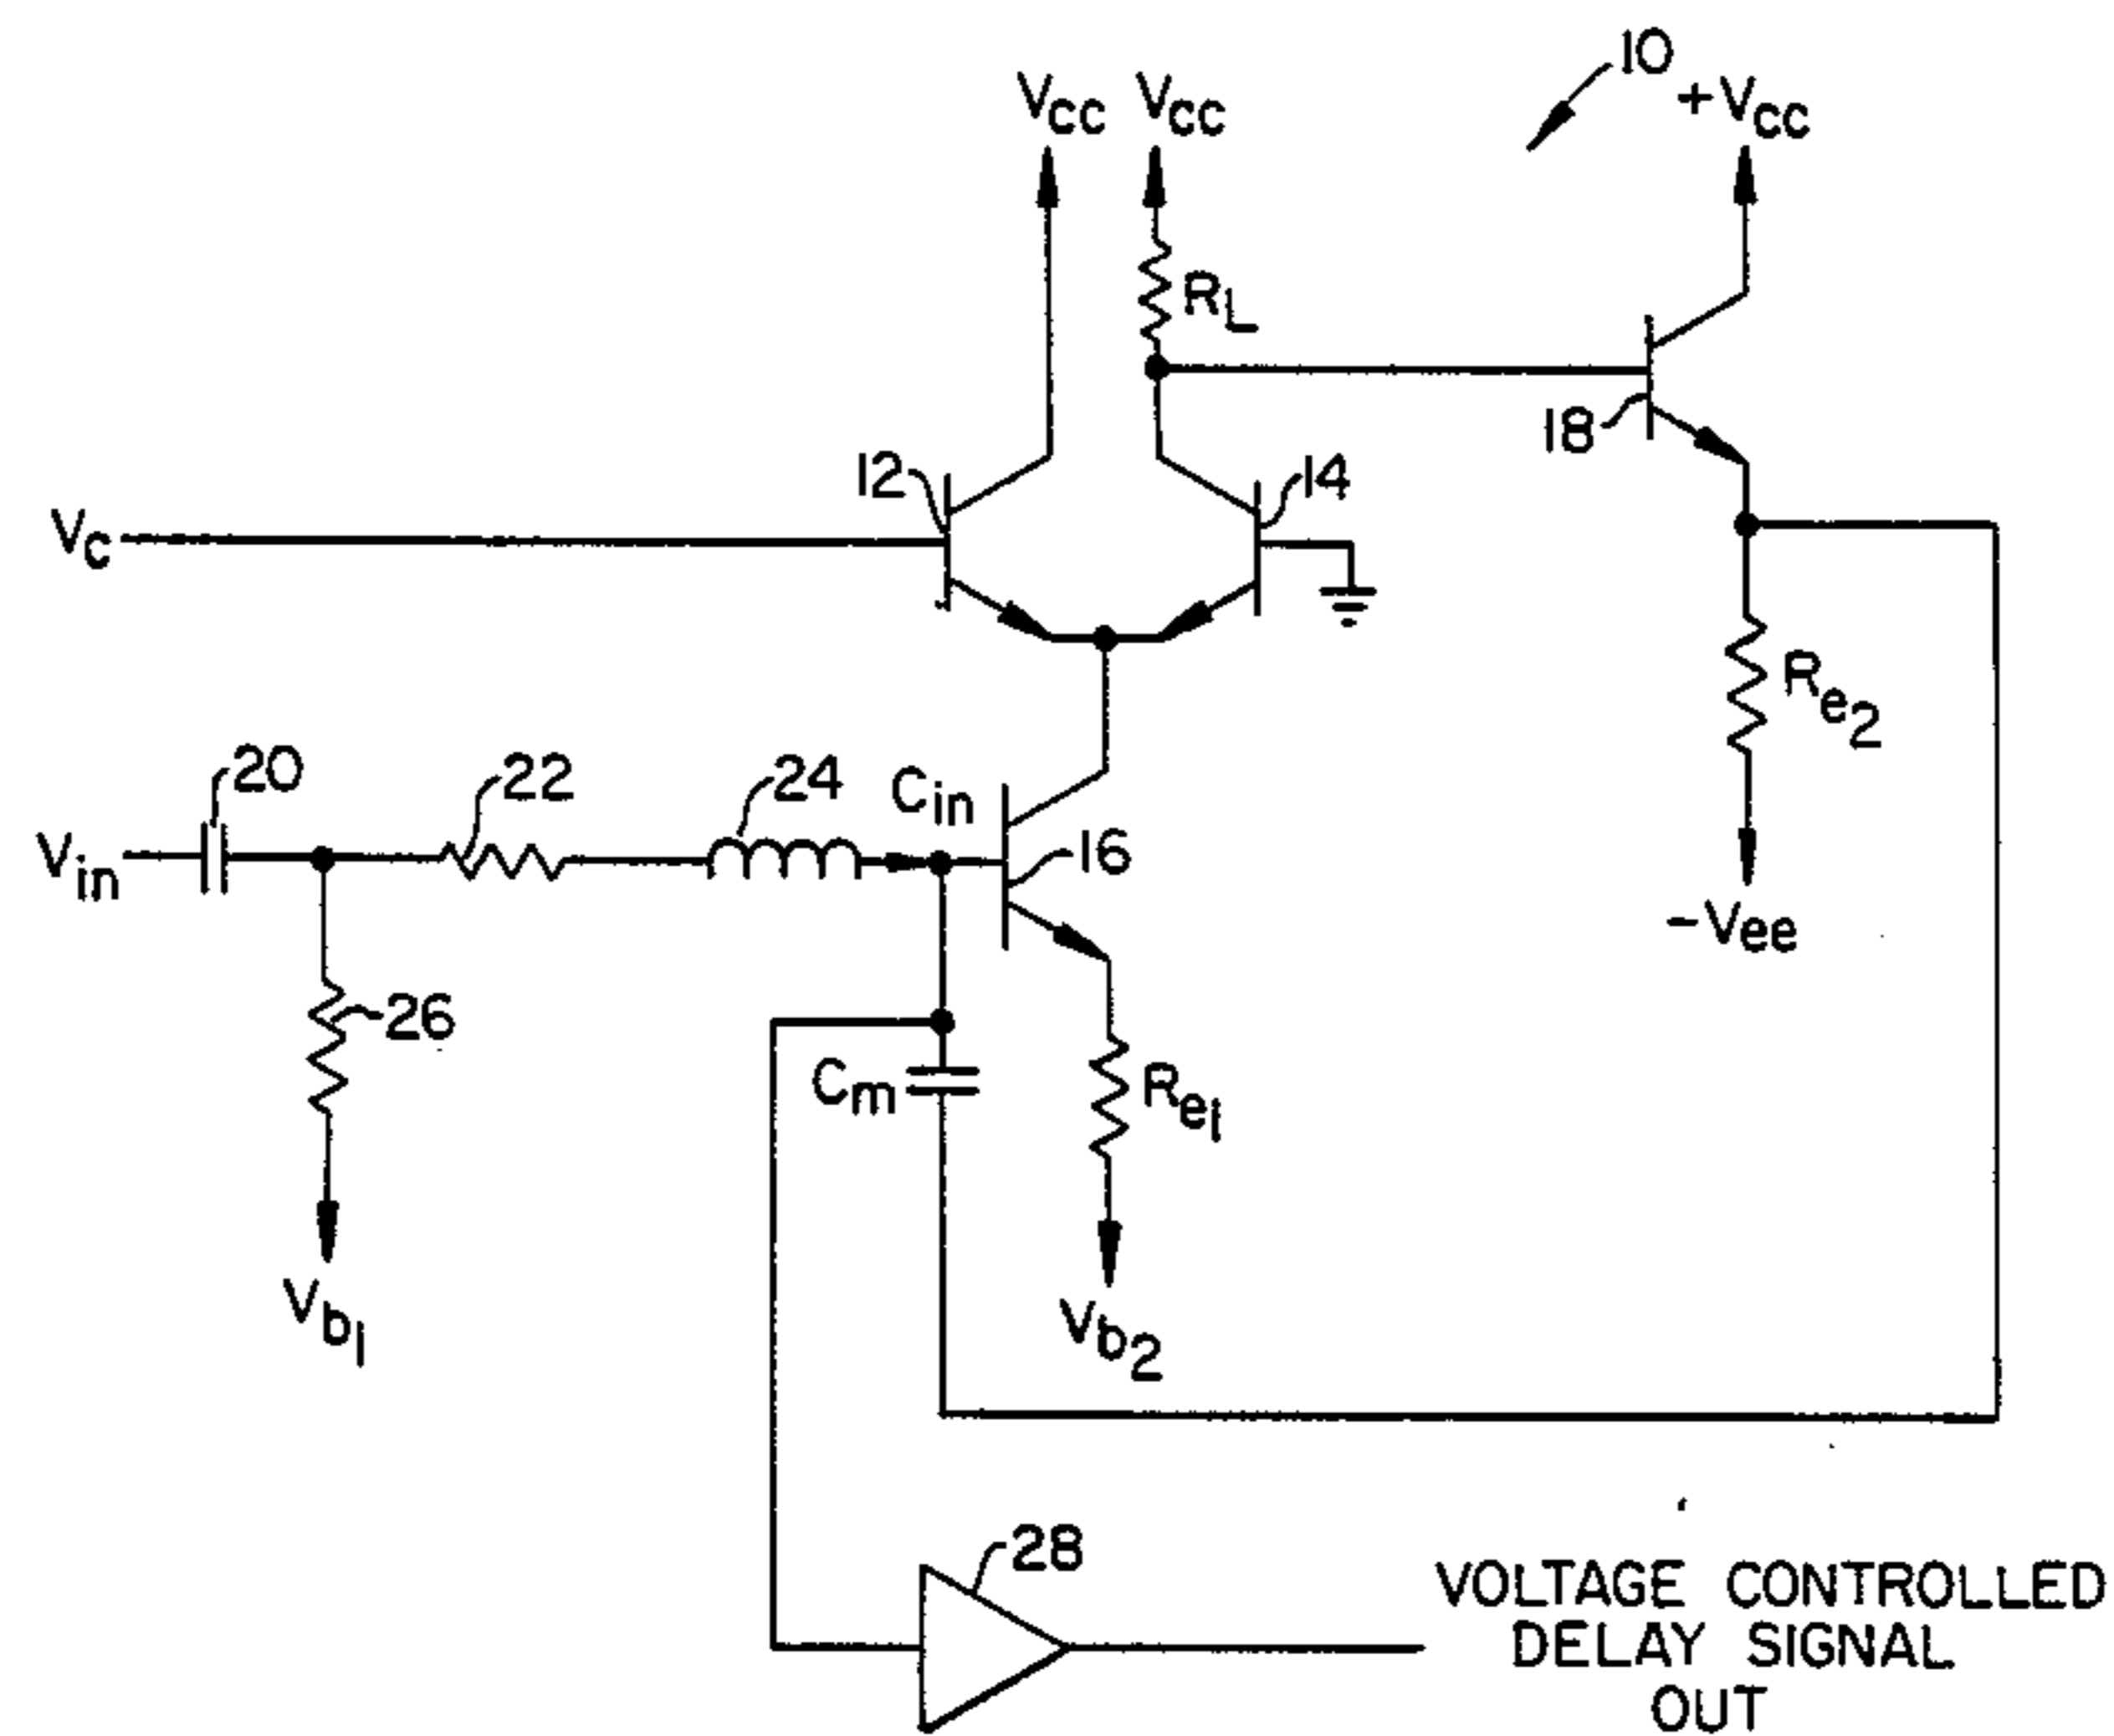 10
Vcc
Vcc
+Vcc
RL
18
12
14
Vc
Re2
20
22
24
Cin
Vin
16
-Vee
26
Cm
Re1
Vb1
Vb2
28
VOLTAGE CONTROLLED
DELAY SIGNAL
OUT